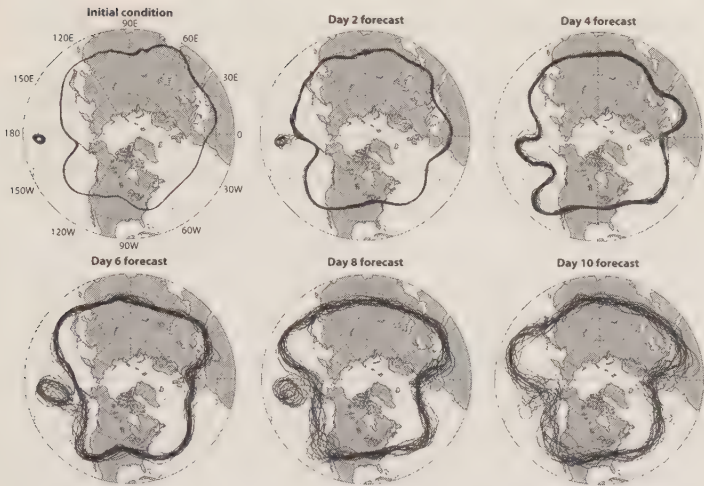 Initial condition
90E
120E
60E
150E
30E
180
0
150W
30W
120W
60W
90W
Day 2 forecast
Day 4 forecast
Day 6 forecast
Day 8 forecast
Day 10 forecast